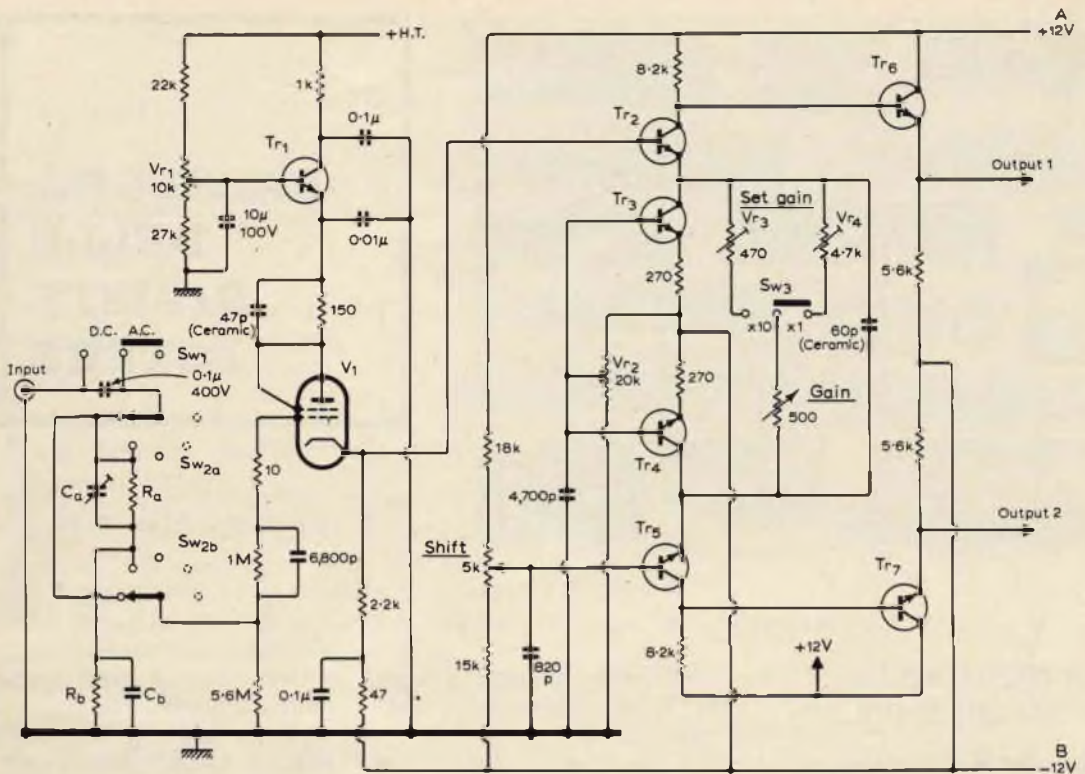 A
+12V
+ H.T.
22k
1k
8·2k
Tr6
0·1µ
Tr2
Tr1
Vr1
10k
Output 1
10µ
100V
27k
0·01µ
Tr3
Set gain
Vr3
470
Vr4
4·7k
5·6k
270
Sw3
x10
x1
60p
(Ceramic)
47p
(Ceramic)
150
D.C.
A.C.
Sw1
Input
0·1µ
400V
V1
Vr2
20k
270
Gain
500
5·6k
Sw2a
10
18k
Tr4
Ca
Ra
4,700p
Output 2
Sw2b
Shift
Tr5
1M
6,800p
5k
Tr7
2·2k
8·2k
+12V
15k
820
p
Rb
Cb
5·6M
0·1µ
47
B
−12V